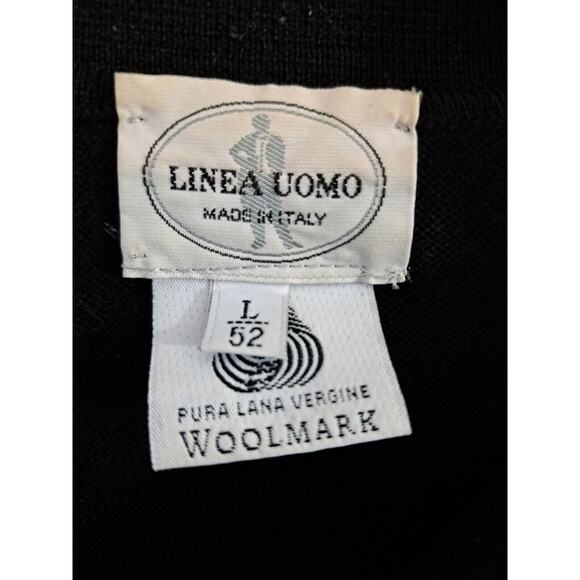 LINEA UOMO
MADE IN ITALY
L
52
PURA LANA VERGINE
WOOLMARK